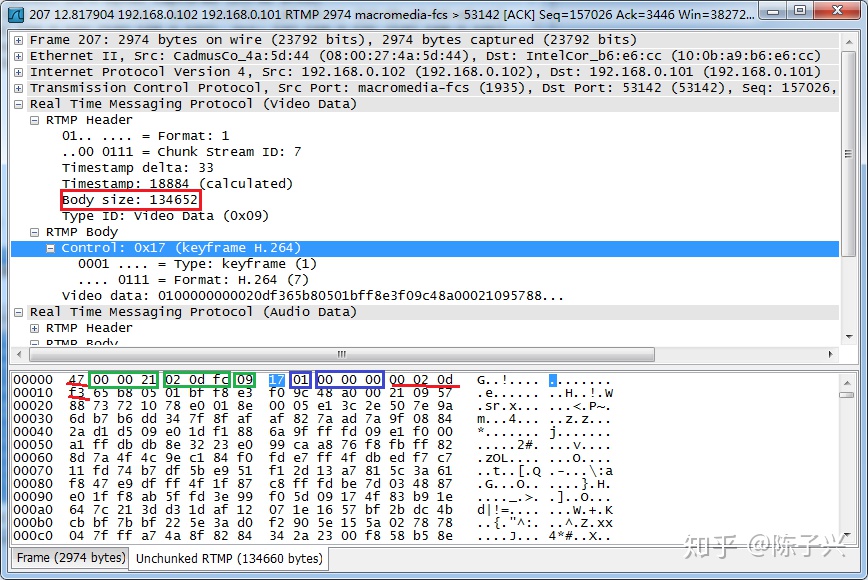 207 12.817904 192.168.0.102 192.168.0.101 RTMP 2974 macromedia-fcs > 53142 [ACK] Seq=157026 Ack=3446 Win=38272...
Frame 207: 2974 bytes on wire (23792 bits), 2974 bytes captured (23792 bits)
Ethernet II, Src: CadmusCo_4a:5d:44 (08:00:27:4a:5d:44), Dst: IntelCor_b6:e6:cc (10:0b:a9:b6:e6:cc)
Internet Protocol Version 4, Src: 192.168.0.102 (192.168.0.102), Dst: 192.168.0.101 (192.168.0.101)
Transmission Control Protocol, Src Port: macromedia-fcs (1935), Dst Port: 53142 (53142), Seq: 157026,
Real Time Messaging Protocol (Video Data)
RTMP Header
01.. .... = Format: 1
..00 0111 = Chunk Stream ID: 7
Timestamp delta: 33
Timestamp: 18884 (calculated)
Body size: 134652
Type ID: Video Data (0x09)
RTMP Body
Control: 0x17 (keyframe H.264)
0001 .... = Type: keyframe (1)
.... 0111 = Format: H.264 (7)
Video data: 0100000000020df365b80501bff8e3f09c48a00021095788...
Real Time Messaging Protocol (Audio Data)
RTMP Header
RTMP Body
00000 47 00 00 21 02 0d fc 09 17 01 00 00 00 00 02 0d G..!.... ........
00010 f3 65 b8 05 01 bf f8 e3 f0 9c 48 a0 00 21 09 57 .e...... ..H..!.W
00020 88 73 72 10 78 e0 01 8e 00 05 e1 3c 2e 50 7e 9a .sr.x... ...<.P~.
00030 6d b7 b6 dd 34 7f 8f af af 82 7a ad 7a 9f 08 84 m...4... ..z.z...
00040 2a d1 d5 09 e0 1d f1 88 6a 9f ff fd 09 e1 f0 00 *....... j.......
00050 a1 ff db db 8e 32 23 e0 99 ca a8 76 f8 fb ff 82 .....2#. ...v....
00060 8d 7a 4f 4c 9e c1 84 f0 fd e7 ff 4f db ed f7 c7 .zOL.... ...O....
00070 11 fd 74 b7 df 5b e9 51 f1 2d 13 a7 81 5c 3a 61 ..t..[.Q .-...\:a
00080 f8 47 e9 df ff 4f 1f 87 c8 ff fd be 7d 03 48 87 .G...O.. ....}.H.
00090 e0 1f f8 ab 5f fd 3e 99 f0 5d 09 17 4f 83 b9 1e ...._.>. .]..O...
000a0 64 7c 21 3d d3 1d af 12 07 1e 16 57 bf 2b dc 4b d|!=.... ...W.+.K
000b0 cb bf 7b bf 22 5e 3a d0 f2 90 5e 15 5a 02 78 78 ..{."^:. ..^.Z.xx
000c0 04 7f ff a7 4a 8f 82 84 34 2a 23 00 f8 58 b5 8e ....J... 4*#..X..
Frame (2974 bytes) Unchunked RTMP (134660 bytes)
知乎 @陈子兴